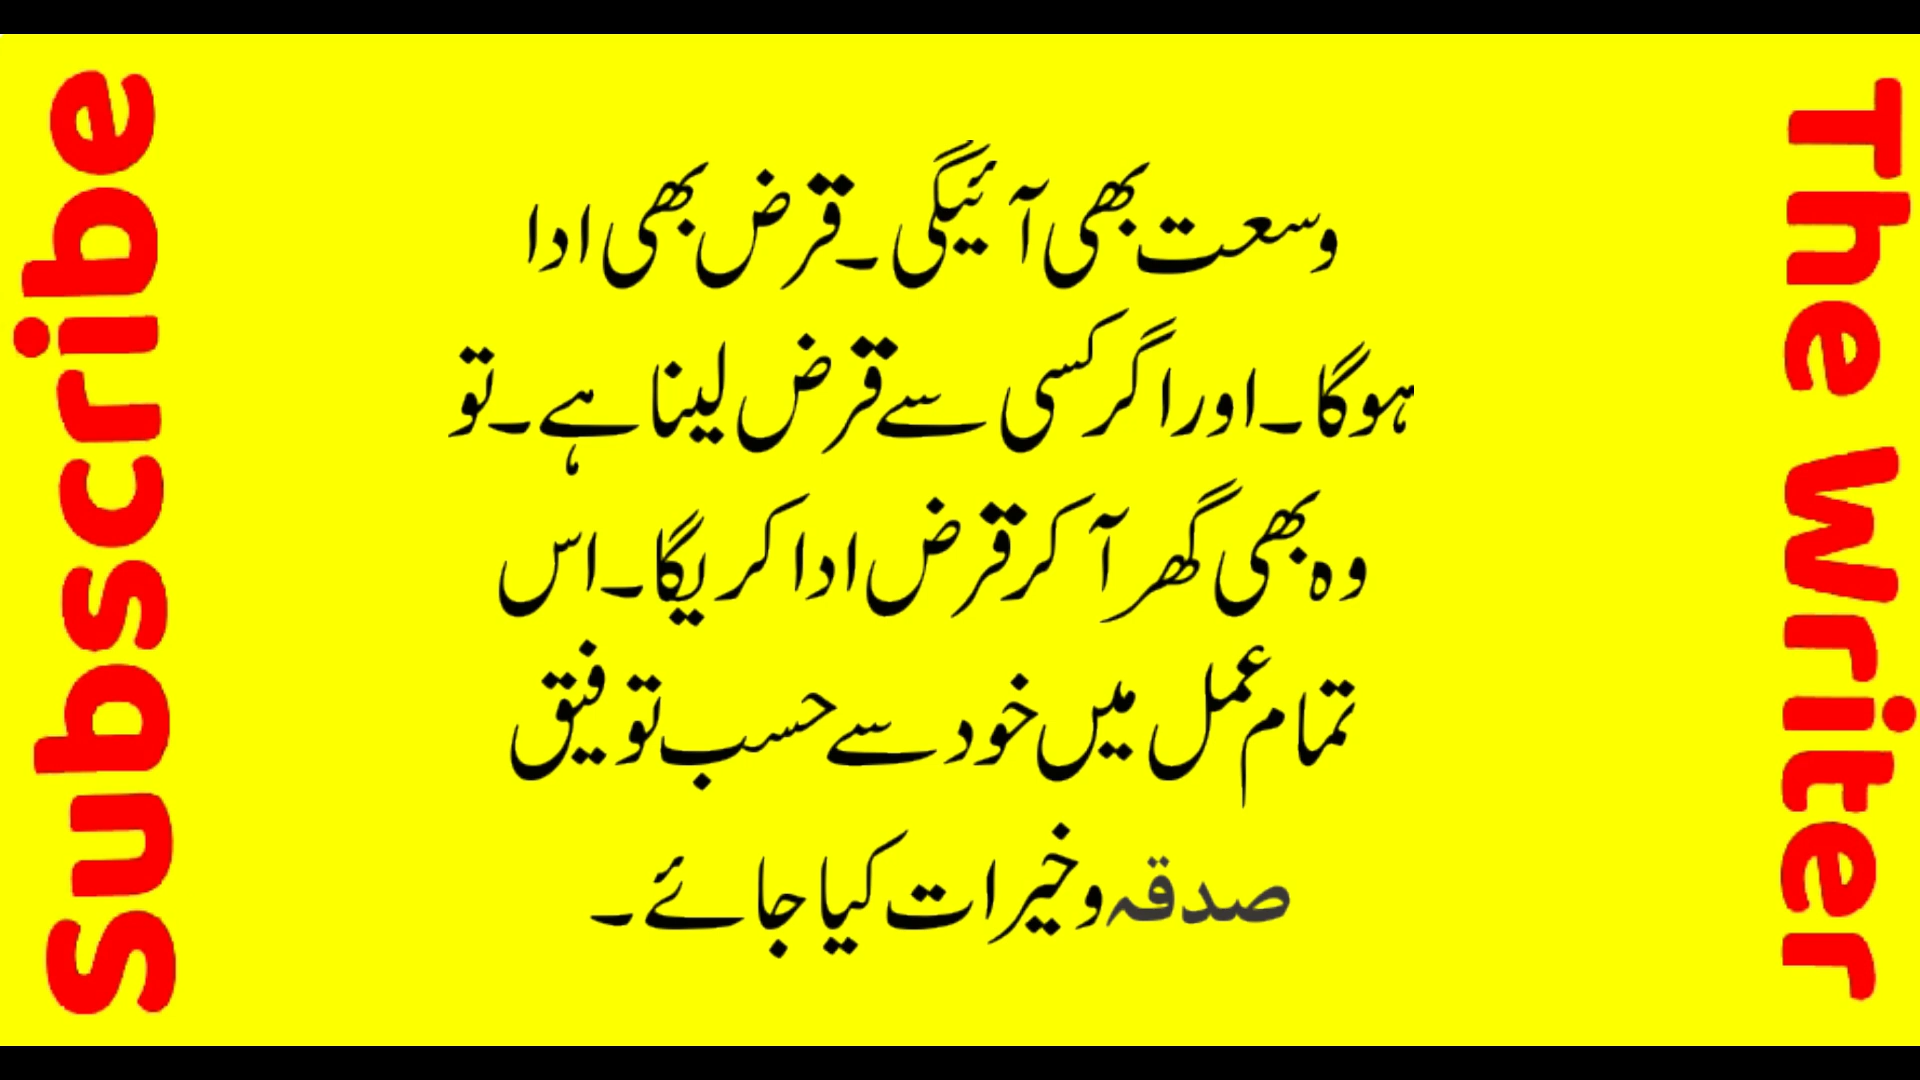 Subscribe
وسعت بھی آئیگی۔ قرض بھی ادا
ہوگا۔ اور اگر کسی سے قرض لینا ہے۔ تو
وہ بھی گھر آ کر قرض ادا کریگا۔ اس
تمام عمل میں خود سے حسب توفیق
صدقہ و خیرات کیا جائے۔
The Writer